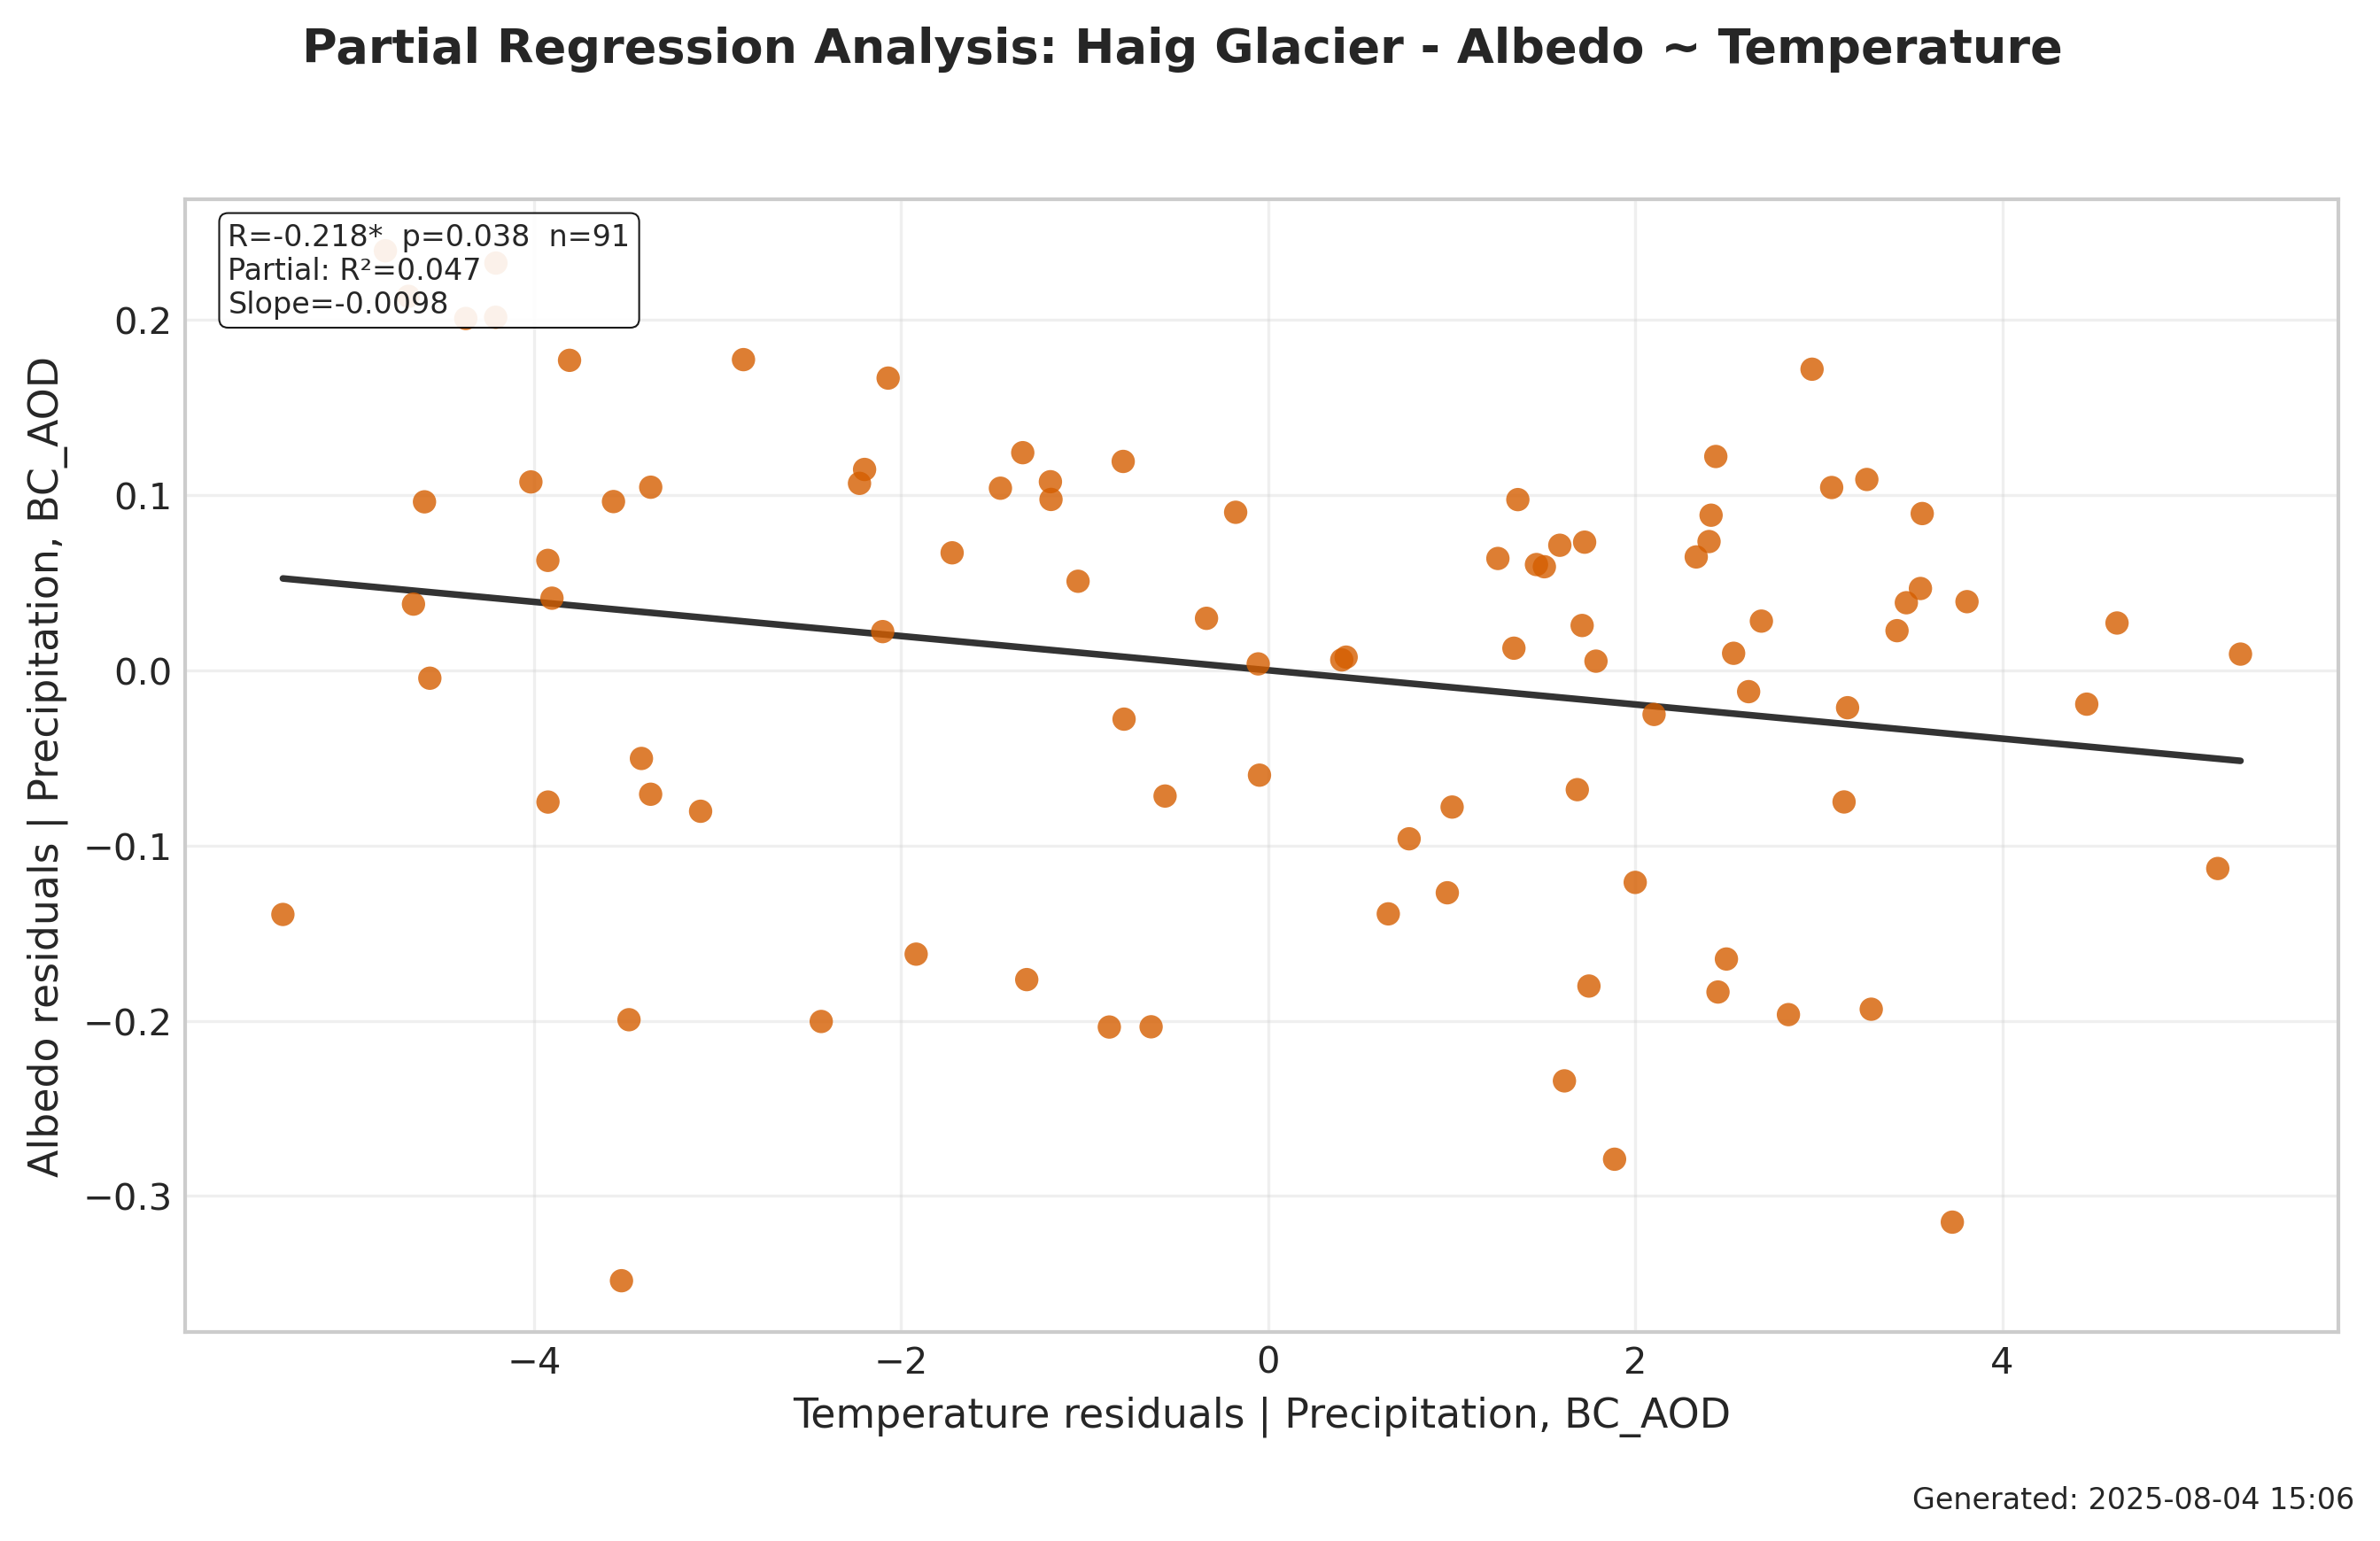 Partial Regression Analysis: Haig Glacier - Albedo ~ Temperature
R=-0.218*  p=0.038  n=91
Partial: R²=0.047
Slope=-0.0098
Albedo residuals | Precipitation, BC_AOD
0.2
0.1
0.0
−0.1
−0.2
−0.3
−4
−2
0
2
4
Temperature residuals | Precipitation, BC_AOD
Generated: 2025-08-04 15:06